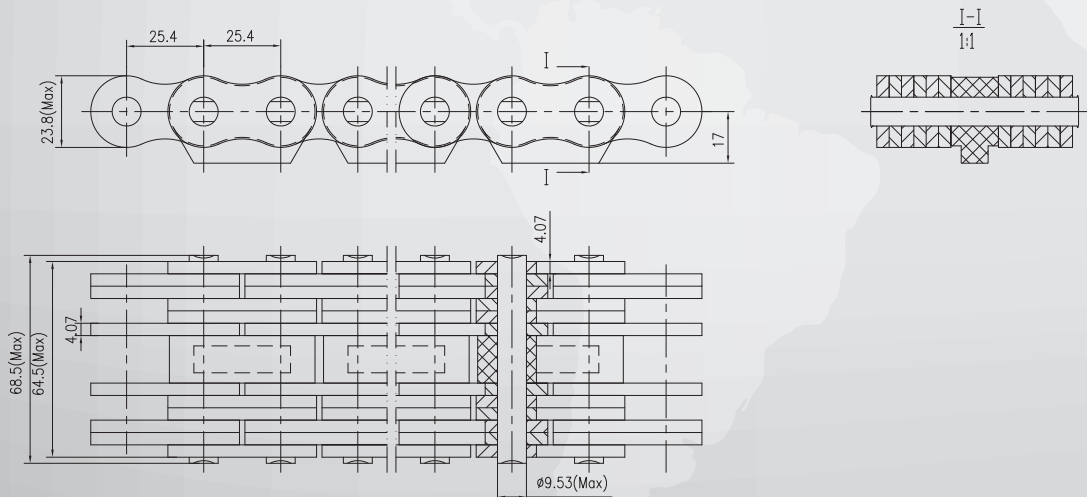 25.4
25.4
I
I-I
1:1
23.8(Max)
17
I
4.07
68.5(Max)
64.5(Max)
4.07
ø9.53(Max)